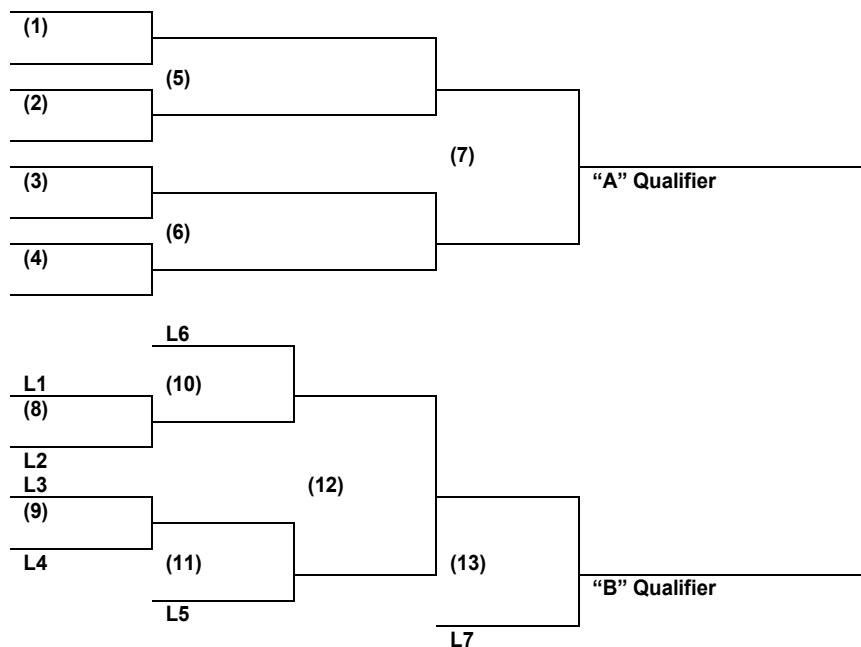 (1)
(5)
(2)
(7)
(3)
“A” Qualifier
(6)
(4)
L6
L1
(10)
(8)
L2
L3
(12)
(9)
L4
(11)
(13)
“B” Qualifier
L5
L7